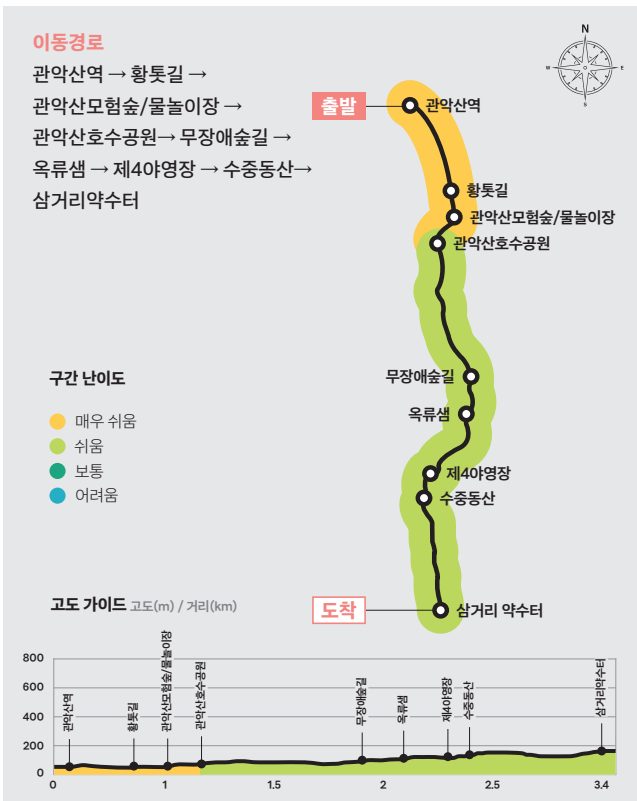 이동경로
관악산역 → 황톳길 →
관악산모험숲/물놀이장 →
관악산호수공원→ 무장애숲길 →
옥류샘 → 제4야영장 → 수중동산→
삼거리약수터
N
W
E
S
출발
관악산역
황톳길
관악산모험숲/물놀이장
관악산호수공원
무장애숲길
옥류샘
제4야영장
수중동산
도착
삼거리 약수터
구간 난이도
매우 쉬움
쉬움
보통
어려움
고도 가이드 고도(m) / 거리(km)
800
600
400
200
0
관악산역
황톳길
관악산모험숲/물놀이장
관악산호수공원
무장애숲길
옥류샘
제4야영장
수중동산
삼거리약수터
0 1 1.5 2 2.5 3.4